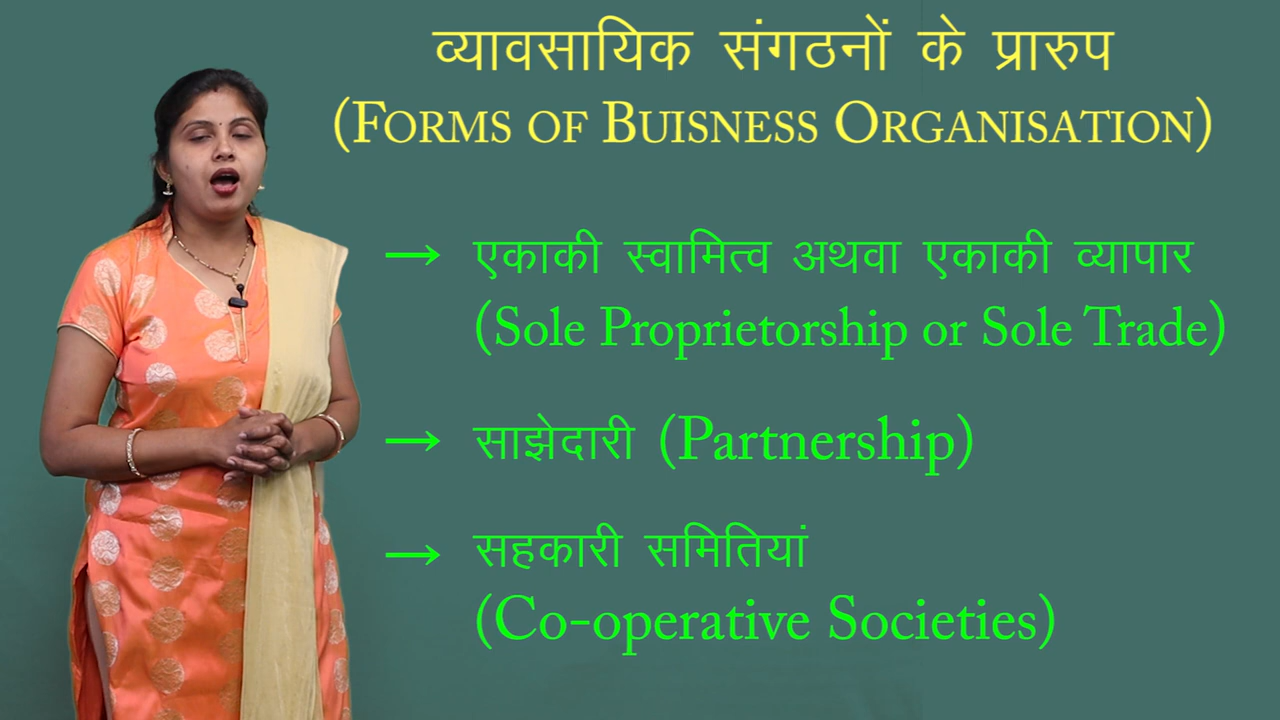 व्यावसायिक संगठनों के प्रारुप
(FORMS OF BUISNESS ORGANISATION)
→ एकाकी स्वामित्व अथवा एकाकी व्यापार
(Sole Proprietorship or Sole Trade)
→ साझेदारी (Partnership)
→ सहकारी समितियां
(Co-operative Societies)